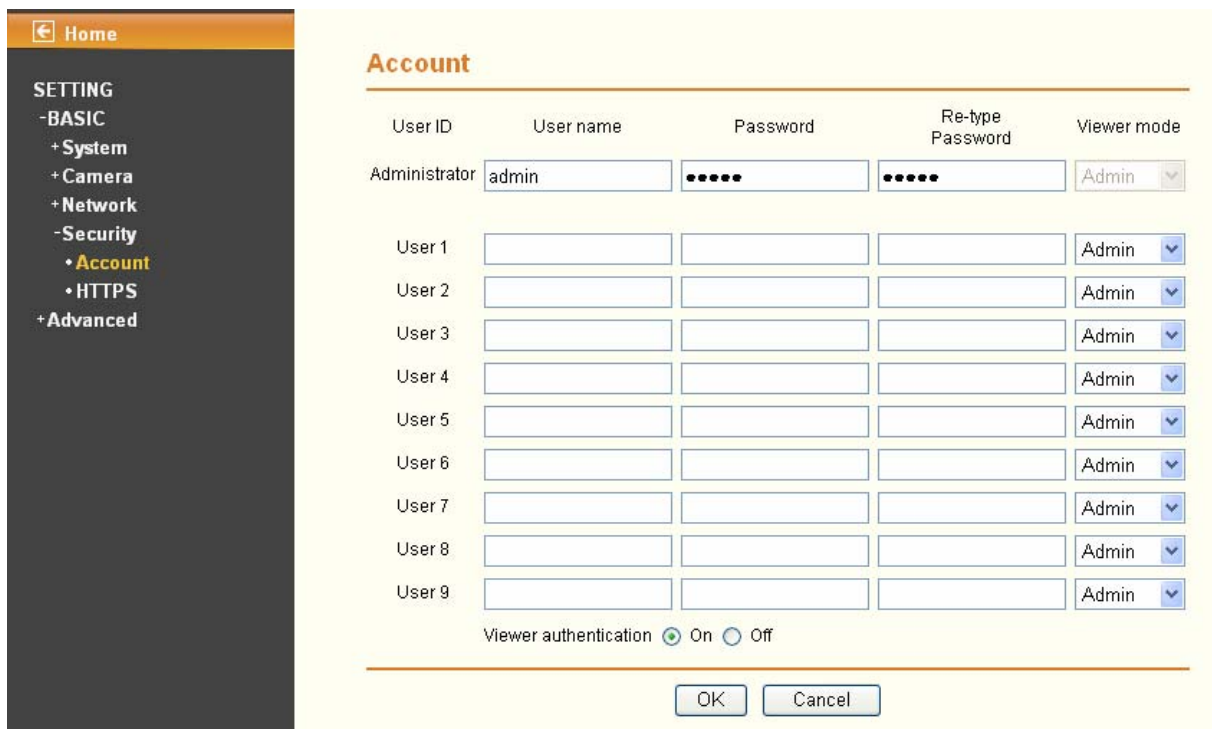 Home
SETTING
-BASIC
+System
+Camera
+Network
-Security
•Account
•HTTPS
+Advanced
Account
User ID User name Password Re-type Password Viewer mode
Administrator admin ••••• ••••• Admin
User 1 Admin
User 2 Admin
User 3 Admin
User 4 Admin
User 5 Admin
User 6 Admin
User 7 Admin
User 8 Admin
User 9 Admin
Viewer authentication On Off
OK Cancel